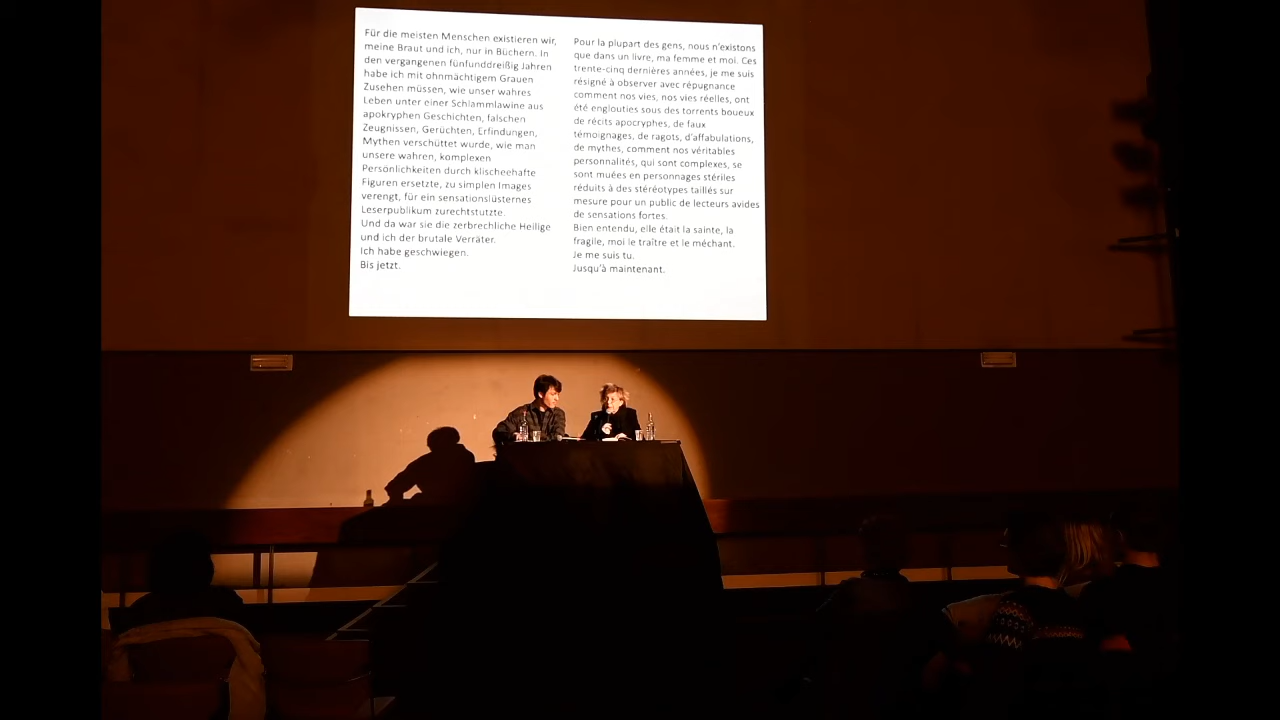 Für die meisten Menschen existieren wir,
meine Braut und ich, nur in Büchern. In
den vergangenen fünfunddreißig Jahren
habe ich mit ohnmächtigem Grauen
Zusehen müssen, wie unser wahres
Leben unter einer Schlammlawine aus
apokryphen Geschichten, falschen
Zeugnissen, Gerüchten, Erfindungen,
Mythen verschüttet wurde, wie man
unsere wahren, komplexen
Persönlichkeiten durch klischeehafte
Figuren ersetzte, zu simplen Images
verengt, für ein sensationslüsternes
Leserpublikum zurechtstutzte.
Und da war sie die zerbrechliche Heilige
und ich der brutale Verräter.
Ich habe geschwiegen.
Bis jetzt.
Pour la plupart des gens, nous n'existons
que dans un livre, ma femme et moi. Ces
trente-cinq dernières années, je me suis
résigné à observer avec répugnance
comment nos vies, nos vies réelles, ont
été englouties sous des torrents boueux
de récits apocryphes, de faux
témoignages, de ragots, d'affabulations,
de mythes, comment nos véritables
personnalités, qui sont complexes, se
sont muées en personnages stériles
réduits à des stéréotypes taillés sur
mesure pour un public de lecteurs avides
de sensations fortes.
Bien entendu, elle était la sainte, la
fragile, moi le traître et le méchant.
Je me suis tu.
Jusqu'à maintenant.